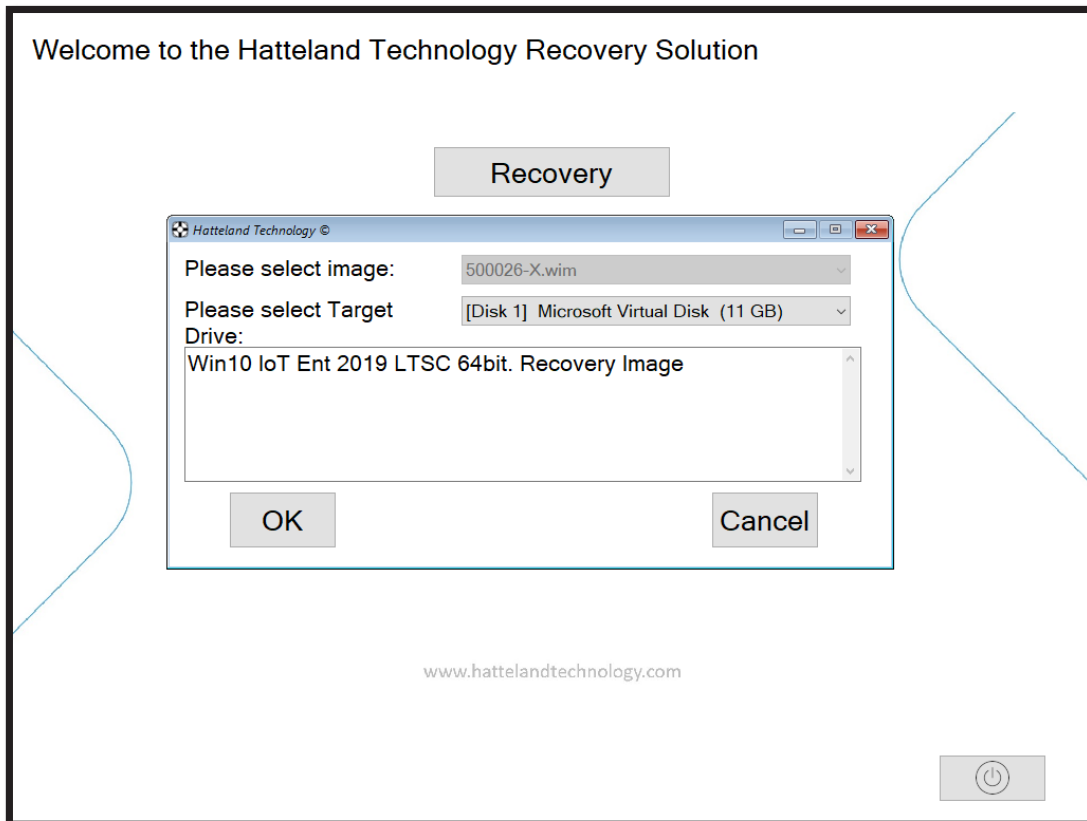 Welcome to the Hatteland Technology Recovery Solution
Recovery
Hatteland Technology ©
Please select image:
500026-X.wim
Please select Target
Drive:
[Disk 1]  Microsoft Virtual Disk  (11 GB)
Win10 IoT Ent 2019 LTSC 64bit. Recovery Image
OK
Cancel
www.hattelandtechnology.com